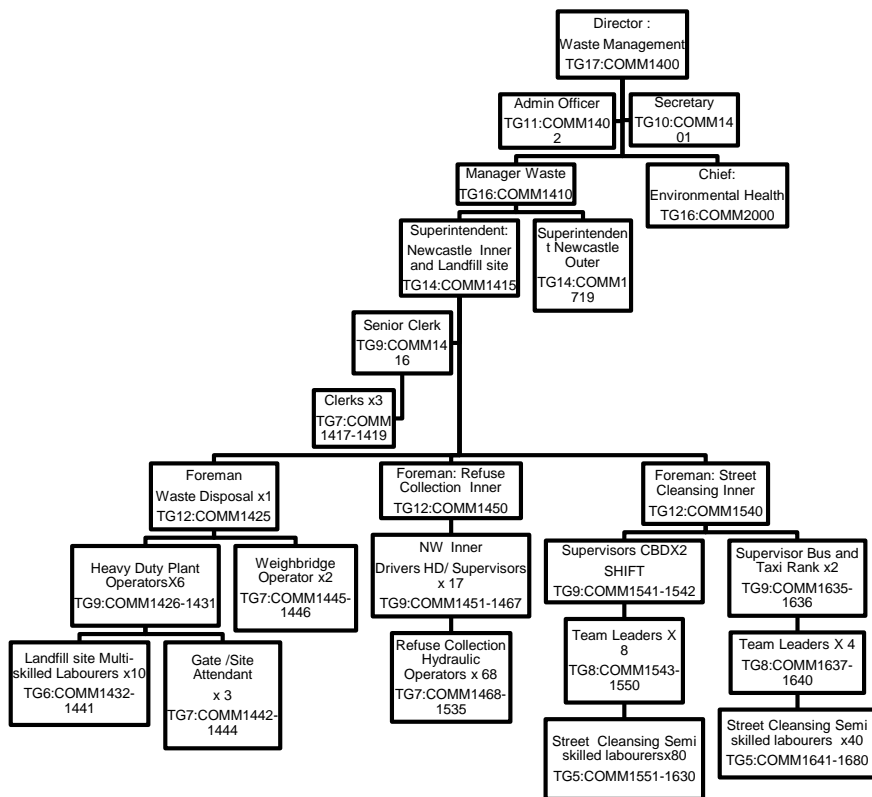 Director :
Waste Management
TG17:COMM1400
Admin Officer
TG11:COMM140
2
Secretary
TG10:COMM14
01
Manager Waste
TG16:COMM1410
Chief:
Environmental Health
TG16:COMM2000
Superintendent:
Newcastle Inner
and Landfill site
TG14:COMM1415
Superintenden
t Newcastle
Outer
TG14:COMM1
719
Senior Clerk
TG9:COMM14
16
Clerks x3
TG7:COMM
1417-1419
Foreman
Waste Disposal x1
TG12:COMM1425
Foreman: Refuse
Collection Inner
TG12:COMM1450
Foreman: Street
Cleansing Inner
TG12:COMM1540
Heavy Duty Plant
OperatorsX6
TG9:COMM1426-1431
Weighbridge
Operator x2
TG7:COMM1445-
1446
NW Inner
Drivers HD/ Supervisors
x 17
TG9:COMM1451-1467
Supervisors CBDX2
SHIFT
TG9:COMM1541-1542
Supervisor Bus and
Taxi Rank x2
TG9:COMM1635-
1636
Landfill site Multi-
skilled Labourers x10
TG6:COMM1432-
1441
Gate /Site
Attendant
x 3
TG7:COMM1442-
1444
Refuse Collection
Hydraulic
Operators x 68
TG7:COMM1468-
1535
Team Leaders X
8
TG8:COMM1543-
1550
Team Leaders X 4
TG8:COMM1637-
1640
Street Cleansing Semi
skilled labourersx80
TG5:COMM1551-1630
Street Cleansing Semi
skilled labourers x40
TG5:COMM1641-1680